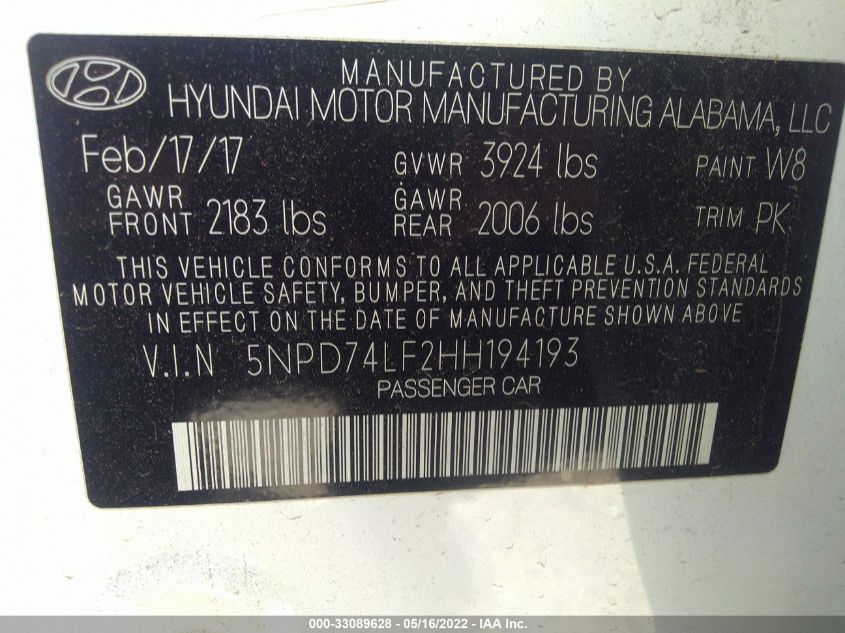 MANUFACTURED BY
HYUNDAI MOTOR MANUFACTURING ALABAMA, LLC
Feb/17/17 GVWR 3924 lbs PAINT W8
GAWR FRONT 2183 lbs GAWR REAR 2006 lbs TRIM PK
THIS VEHICLE CONFORMS TO ALL APPLICABLE U.S.A. FEDERAL
MOTOR VEHICLE SAFETY, BUMPER, AND THEFT PREVENTION STANDARDS
IN EFFECT ON THE DATE OF MANUFACTURE SHOWN ABOVE
V.I.N 5NPD74LF2HH194193
PASSENGER CAR
000-33089628 - 05/16/2022 - IAA Inc.